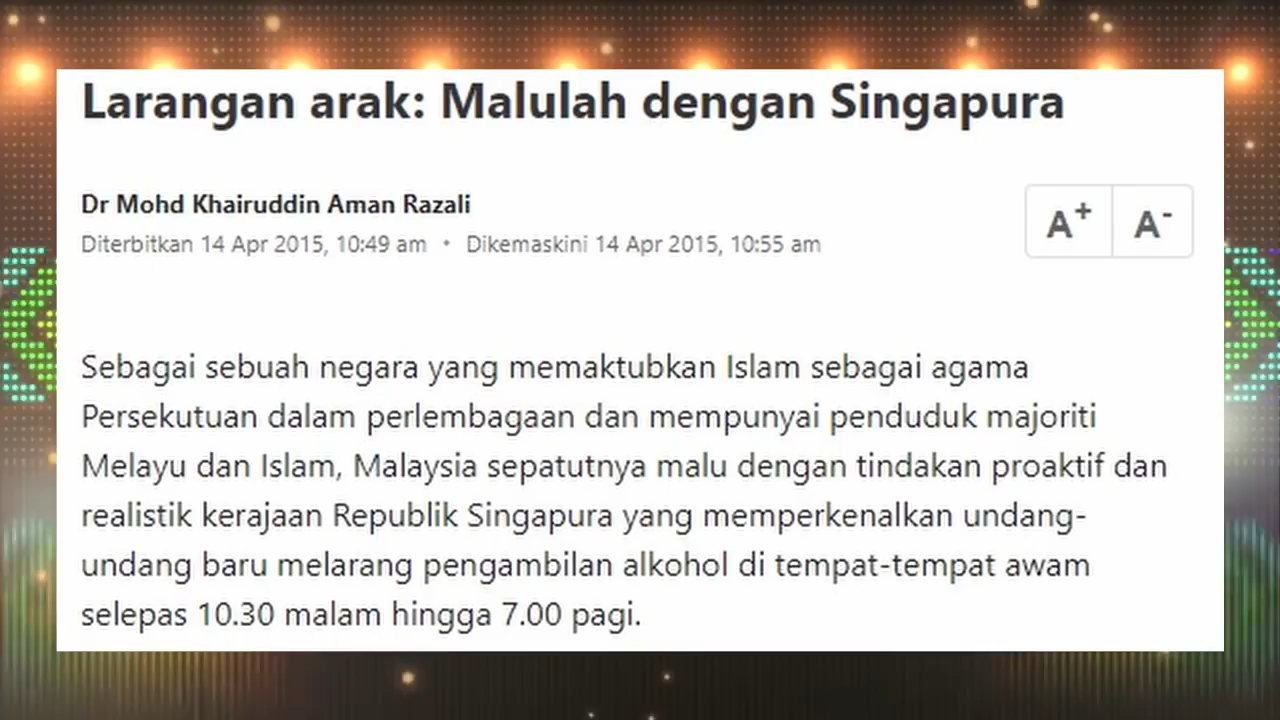 Larangan arak: Malulah dengan Singapura
Dr Mohd Khairuddin Aman Razali
Diterbitkan 14 Apr 2015, 10:49 am • Dikemaskini 14 Apr 2015, 10:55 am
A+ A-
Sebagai sebuah negara yang memaktubkan Islam sebagai agama
Persekutuan dalam perlembagaan dan mempunyai penduduk majoriti
Melayu dan Islam, Malaysia sepatutnya malu dengan tindakan proaktif dan
realistik kerajaan Republik Singapura yang memperkenalkan undang-
undang baru melarang pengambilan alkohol di tempat-tempat awam
selepas 10.30 malam hingga 7.00 pagi.